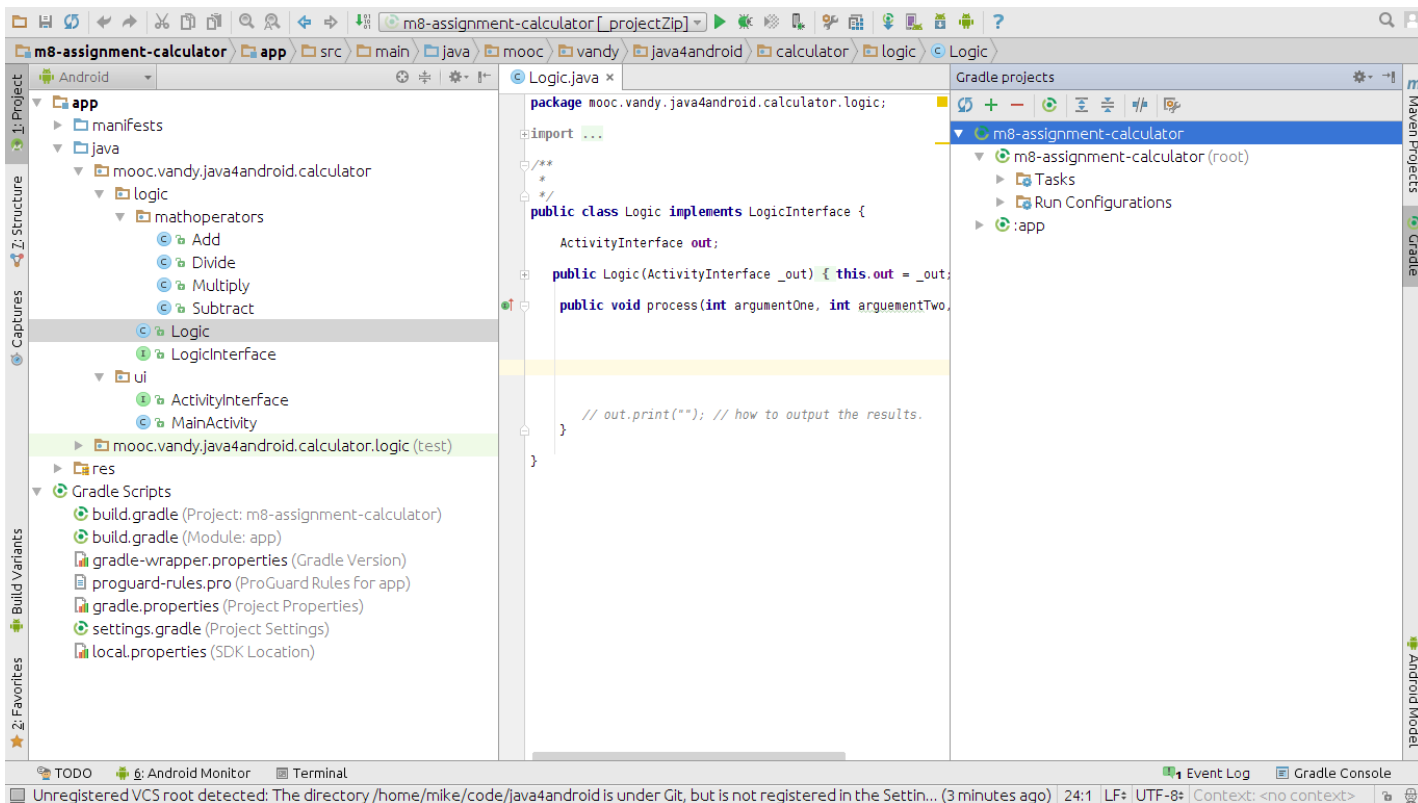 m8-assignment-calculator [_projectZip]
m8-assignment-calculator app src main java mooc vandy java4android calculator logic Logic
Android
Logic.java
Gradle projects
1: Project
7: Structure
Captures
Build Variants
2: Favorites
app
manifests
java
mooc.vandy.java4android.calculator
logic
mathoperators
Add
Divide
Multiply
Subtract
Logic
LogicInterface
ui
ActivityInterface
MainActivity
mooc.vandy.java4android.calculator.logic (test)
res
Gradle Scripts
build.gradle (Project: m8-assignment-calculator)
build.gradle (Module: app)
gradle-wrapper.properties (Gradle Version)
proguard-rules.pro (ProGuard Rules for app)
gradle.properties (Project Properties)
settings.gradle (Project Settings)
local.properties (SDK Location)
package mooc.vandy.java4android.calculator.logic;
import ...
/**
*
*/
public class Logic implements LogicInterface {
ActivityInterface out;
public Logic(ActivityInterface _out) { this.out = _out;
public void process(int argumentOne, int arguementTwo,
// out.print(""); // how to output the results.
}
}
m8-assignment-calculator
m8-assignment-calculator (root)
Tasks
Run Configurations
:app
m
Maven Projects
Gradle
Android Model
TODO 6: Android Monitor Terminal 1 Event Log Gradle Console
Unregistered VCS root detected: The directory /home/mike/code/java4android is under Git, but is not registered in the Settin... (3 minutes ago) 24:1 LF UTF-8 Context: <no context>